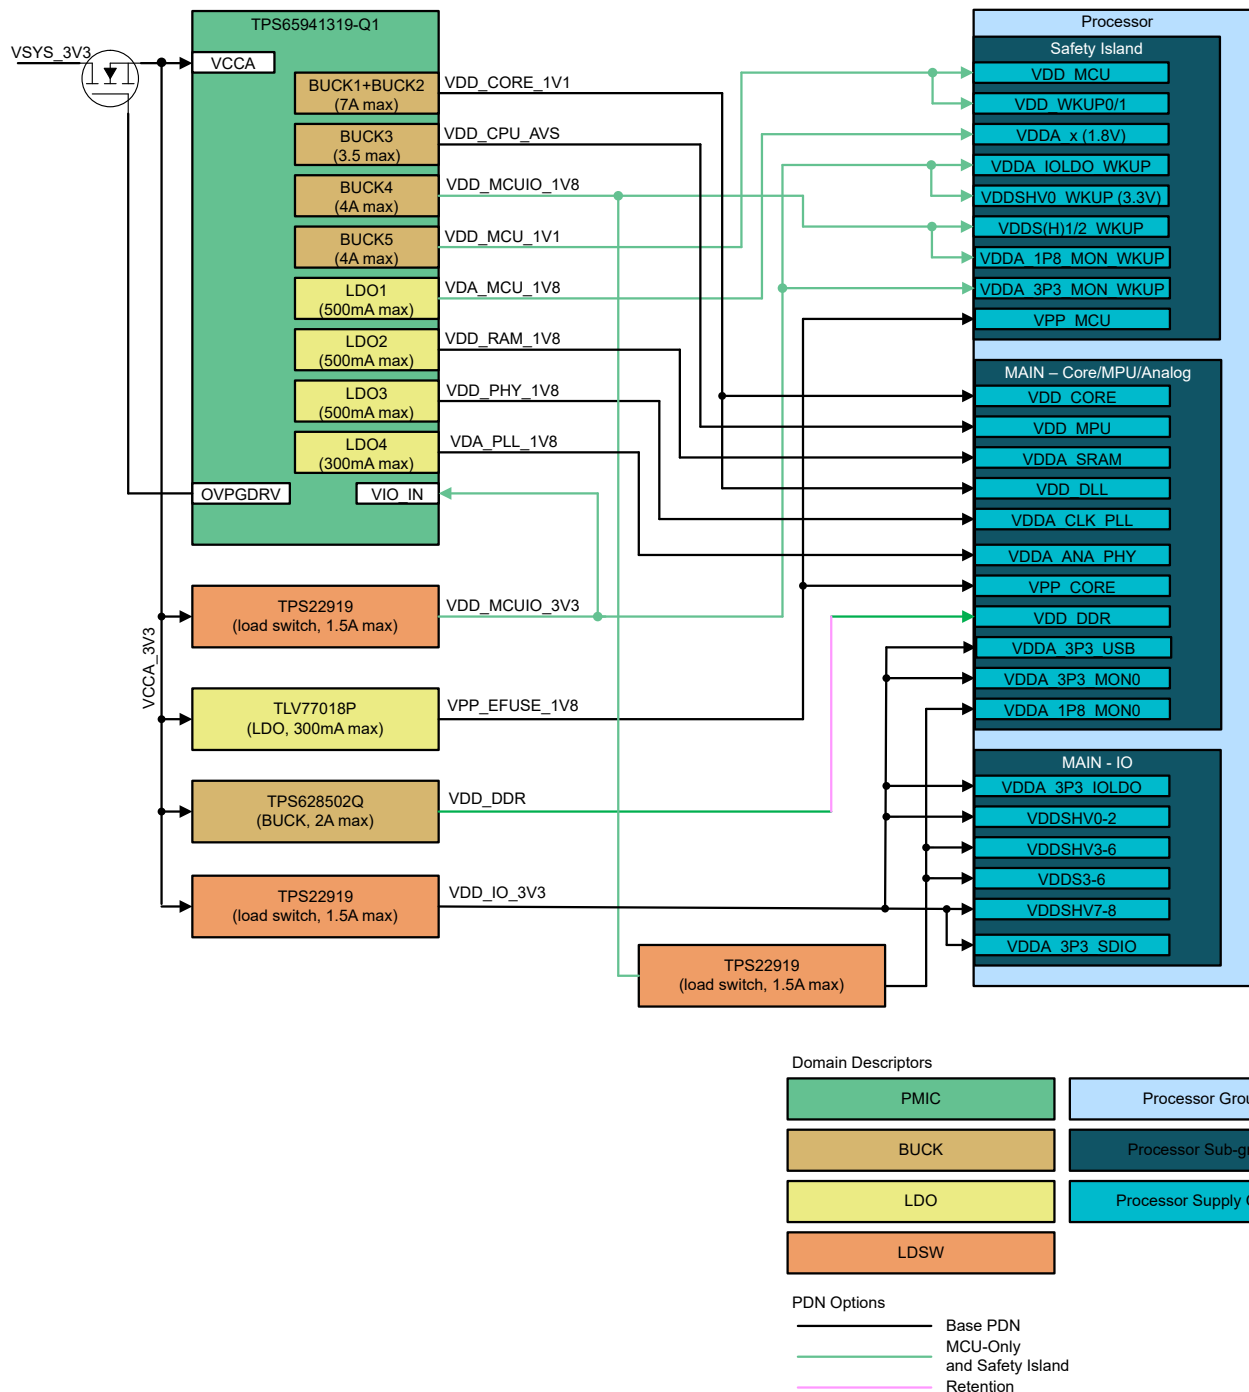 TPS65941319-Q1
VSYS_3V3
VCCA
BUCK1+BUCK2
(7A max)
VDD_CORE_1V1
BUCK3
(3.5 max)
VDD_CPU_AVS
BUCK4
(4A max)
VDD_MCUIO_1V8
BUCK5
(4A max)
VDD_MCU_1V1
LDO1
(500mA max)
VDA_MCU_1V8
LDO2
(500mA max)
VDD_RAM_1V8
LDO3
(500mA max)
VDD_PHY_1V8
LDO4
(300mA max)
VDA_PLL_1V8
OVPGDRV
VIO_IN
VCCA_3V3
TPS22919
(load switch, 1.5A max)
VDD_MCUIO_3V3
TLV77018P
(LDO, 300mA max)
VPP_EFUSE_1V8
TPS628502Q
(BUCK, 2A max)
VDD_DDR
TPS22919
(load switch, 1.5A max)
VDD_IO_3V3
TPS22919
(load switch, 1.5A max)
Processor
Safety Island
VDD_MCU
VDD_WKUP0/1
VDDA_x (1.8V)
VDDA_IOLDO_WKUP
VDDSHV0_WKUP (3.3V)
VDDS(H)1/2_WKUP
VDDA_1P8_MON_WKUP
VDDA_3P3_MON_WKUP
VPP_MCU
MAIN – Core/MPU/Analog
VDD_CORE
VDD_MPU
VDDA_SRAM
VDD_DLL
VDDA_CLK_PLL
VDDA_ANA_PHY
VPP_CORE
VDD_DDR
VDDA_3P3_USB
VDDA_3P3_MON0
VDDA_1P8_MON0
MAIN - IO
VDDA_3P3_IOLDO
VDDSHV0-2
VDDSHV3-6
VDDS3-6
VDDSHV7-8
VDDA_3P3_SDIO
Domain Descriptors
PMIC
Processor Grou
BUCK
Processor Sub-g
LDO
Processor Supply
LDSW
PDN Options
Base PDN
MCU-Only
and Safety Island
Retention